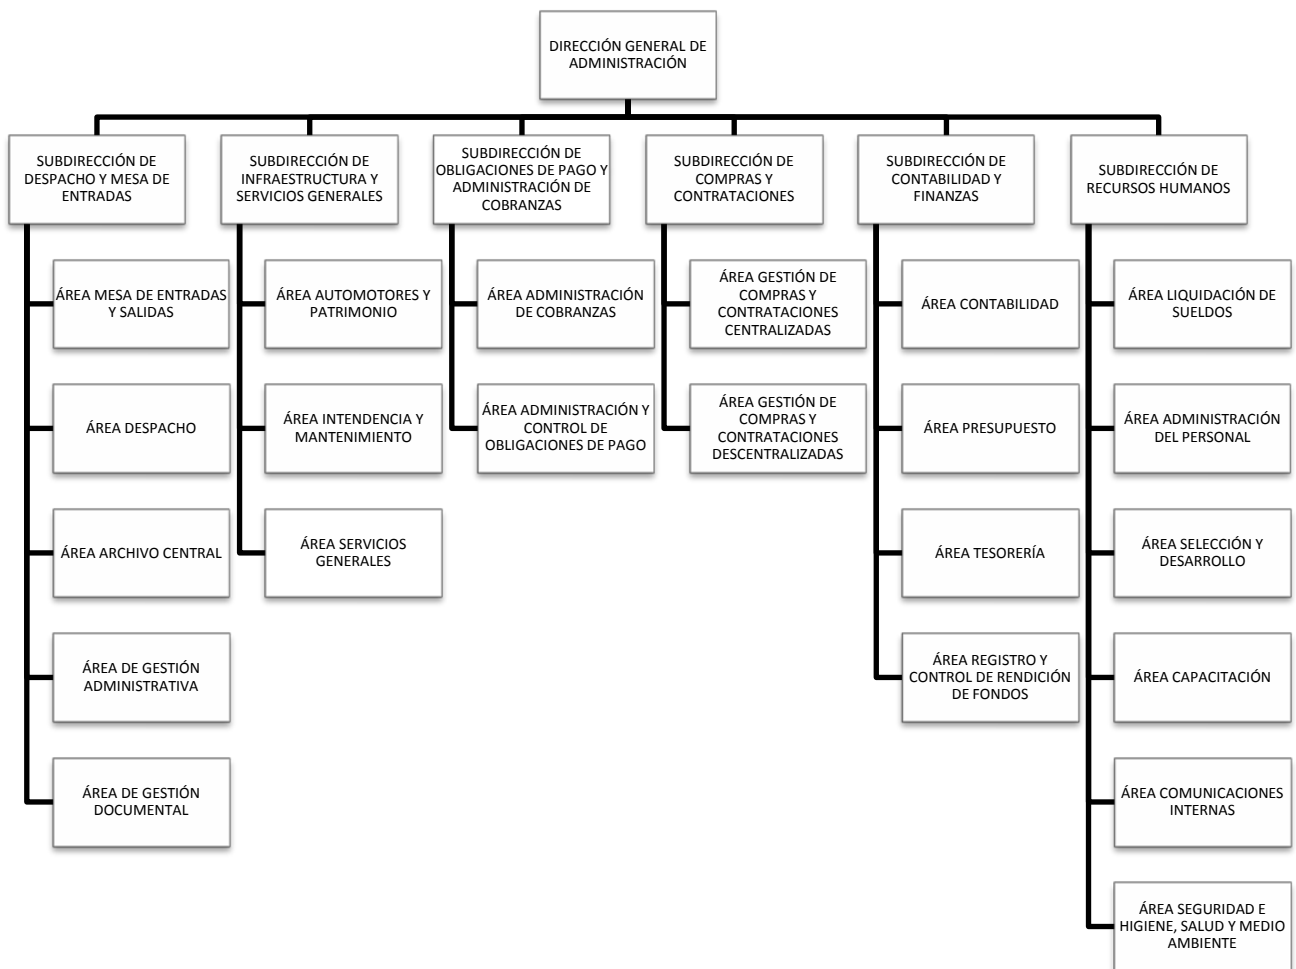 DIRECCIÓN GENERAL DE
ADMINISTRACIÓN
SUBDIRECCIÓN DE
DESPACHO Y MESA DE
ENTRADAS
ÁREA MESA DE ENTRADAS
Y SALIDAS
ÁREA DESPACHO
ÁREA ARCHIVO CENTRAL
ÁREA DE GESTIÓN
ADMINISTRATIVA
ÁREA DE GESTIÓN
DOCUMENTAL
SUBDIRECCIÓN DE
INFRAESTRUCTURA Y
SERVICIOS GENERALES
ÁREA AUTOMOTORES Y
PATRIMONIO
ÁREA INTENDENCIA Y
MANTENIMIENTO
ÁREA SERVICIOS
GENERALES
SUBDIRECCIÓN DE
OBLIGACIONES DE PAGO Y
ADMINISTRACIÓN DE
COBRANZAS
ÁREA ADMINISTRACIÓN
DE COBRANZAS
ÁREA ADMINISTRACIÓN Y
CONTROL DE
OBLIGACIONES DE PAGO
SUBDIRECCIÓN DE
COMPRAS Y
CONTRATACIONES
ÁREA GESTIÓN DE
COMPRAS Y
CONTRATACIONES
CENTRALIZADAS
ÁREA GESTIÓN DE
COMPRAS Y
CONTRATACIONES
DESCENTRALIZADAS
SUBDIRECCIÓN DE
CONTABILIDAD Y
FINANZAS
ÁREA CONTABILIDAD
ÁREA PRESUPUESTO
ÁREA TESORERÍA
ÁREA REGISTRO Y
CONTROL DE RENDICIÓN
DE FONDOS
SUBDIRECCIÓN DE
RECURSOS HUMANOS
ÁREA LIQUIDACIÓN DE
SUELDOS
ÁREA ADMINISTRACIÓN
DEL PERSONAL
ÁREA SELECCIÓN Y
DESARROLLO
ÁREA CAPACITACIÓN
ÁREA COMUNICACIONES
INTERNAS
ÁREA SEGURIDAD E
HIGIENE, SALUD Y MEDIO
AMBIENTE